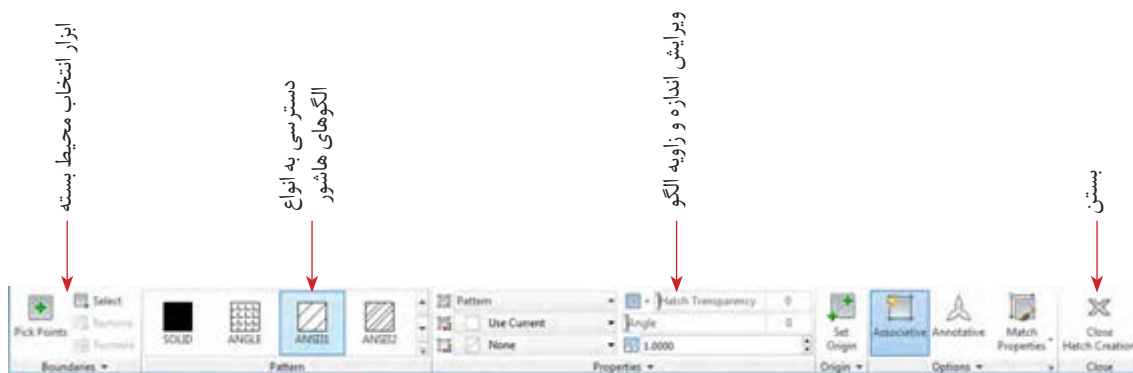 ابزار انتخاب محیط بسته
دسترسی به انواع
الگوهای هاشور
ویرایش اندازه و زاویه الگو
بستن
Pick Points
Select
Remove
Recreate
Boundaries
SOLID
ANGLE
ANSI31
ANSI32
Pattern
Pattern
Use Current
None
Hatch Transparency 0
Angle 0
1.0000
Properties
Set
Origin
Origin
Associative
Annotative
Match
Properties
Options
Close
Hatch Creation
Close